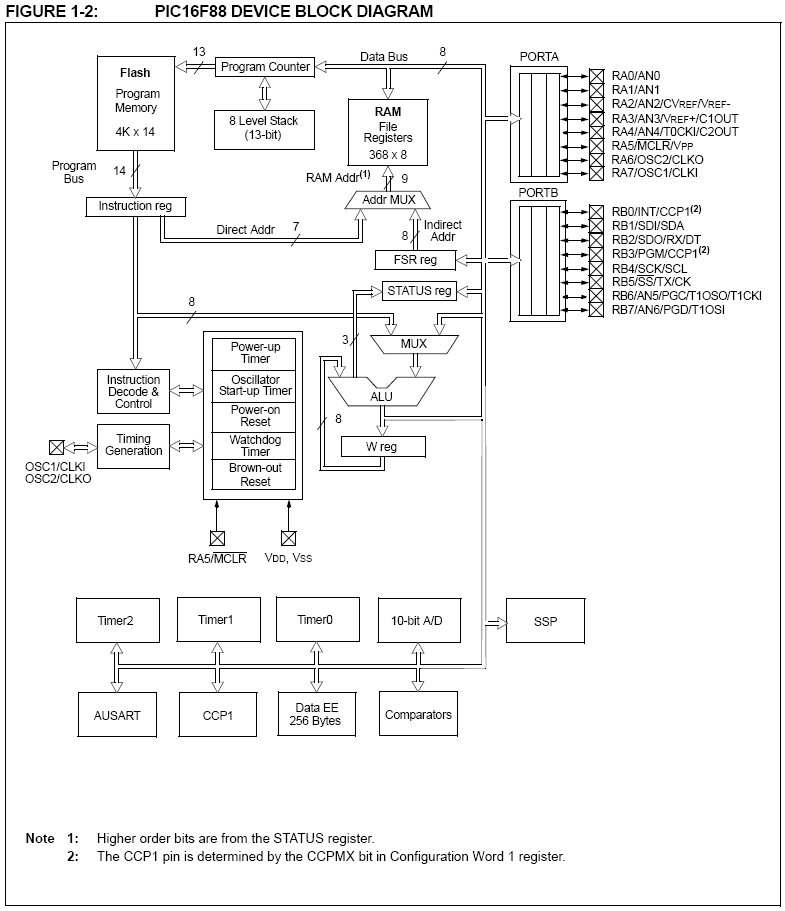 FIGURE 1-2: PIC16F88 DEVICE BLOCK DIAGRAM
Flash
Program
Memory
4K x 14
13
Program Counter
8 Level Stack
(13-bit)
Data Bus
8
RAM
File
Registers
368 x 8
RAM Addr(1)
9
Program
Bus
14
Instruction reg
Addr MUX
Direct Addr
7
8
Indirect
Addr
FSR reg
STATUS reg
8
3
MUX
ALU
8
W reg
Power-up
Timer
Oscillator
Start-up Timer
Power-on
Reset
Watchdog
Timer
Brown-out
Reset
Instruction
Decode &
Control
Timing
Generation
OSC1/CLKI
OSC2/CLKO
RA5/MCLR
VDD, VSS
PORTA
RA0/AN0
RA1/AN1
RA2/AN2/CVREF/VREF-
RA3/AN3/VREF+/C1OUT
RA4/AN4/T0CKI/C2OUT
RA5/MCLR/VPP
RA6/OSC2/CLKO
RA7/OSC1/CLKI
PORTB
RB0/INT/CCP1(2)
RB1/SDI/SDA
RB2/SDO/RX/DT
RB3/PGM/CCP1(2)
RB4/SCK/SCL
RB5/SS/TX/CK
RB6/AN5/PGC/T1OSO/T1CKI
RB7/AN6/PGD/T1OSI
Timer2
Timer1
Timer0
10-bit A/D
SSP
AUSART
CCP1
Data EE
256 Bytes
Comparators
Note 1: Higher order bits are from the STATUS register.
2: The CCP1 pin is determined by the CCPMX bit in Configuration Word 1 register.